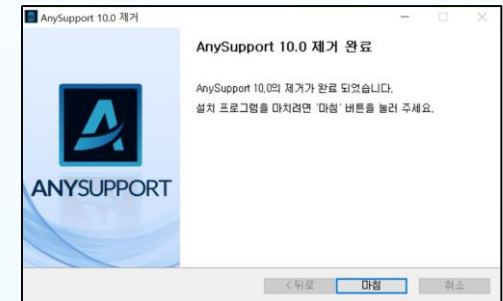 AnySupport 10.0 제거
AnySupport 10.0 제거 완료
AnySupport 10.0의 제거가 완료 되었습니다.
설치 프로그램을 마치려면 '마침' 버튼을 눌러 주세요.
ANYSUPPORT
< 뒤로
마침
취소